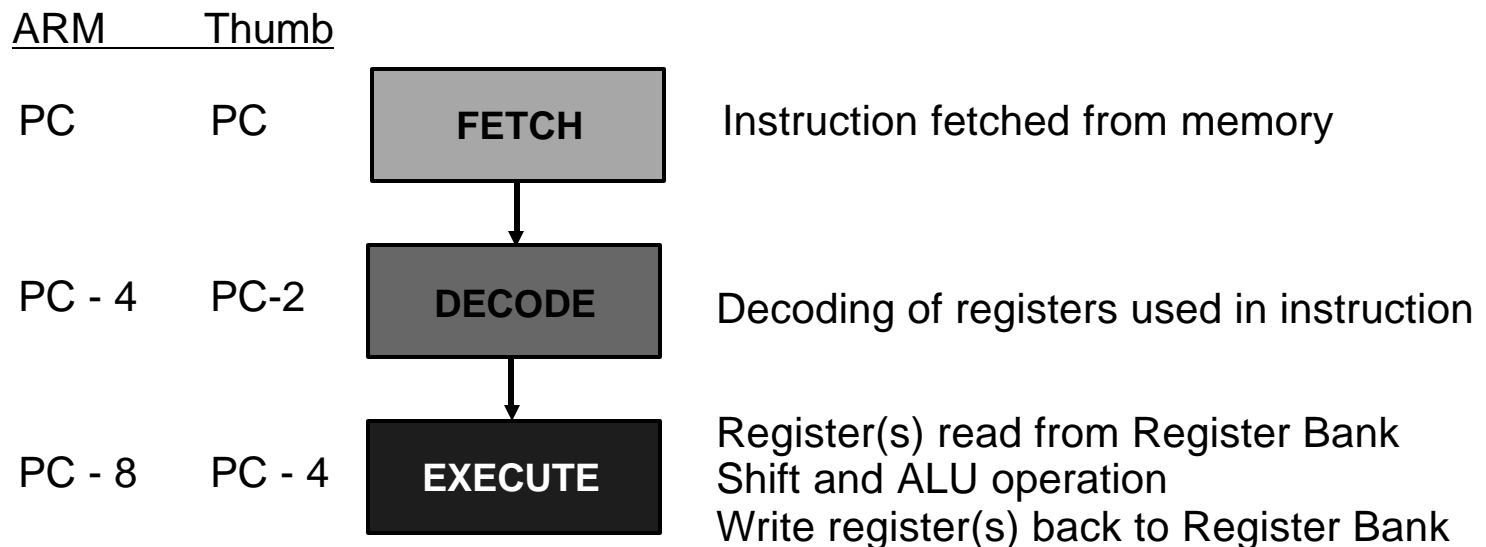 ARM Thumb
PC PC FETCH Instruction fetched from memory
PC - 4 PC-2 DECODE Decoding of registers used in instruction
PC - 8 PC - 4 EXECUTE Register(s) read from Register Bank
Shift and ALU operation
Write register(s) back to Register Bank